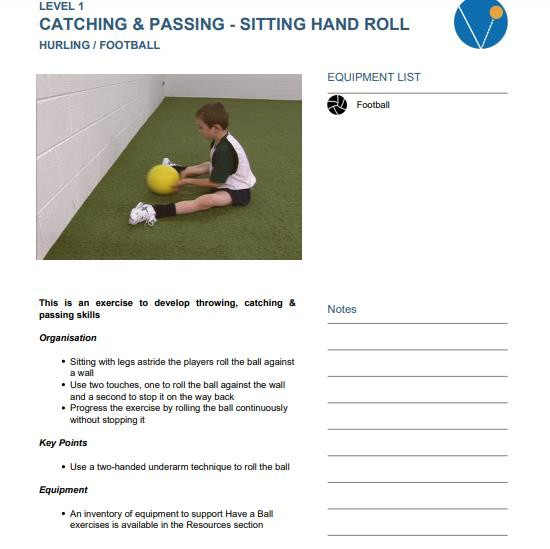 LEVEL 1
CATCHING & PASSING - SITTING HAND ROLL
HURLING / FOOTBALL
EQUIPMENT LIST
Football
This is an exercise to develop throwing, catching &
passing skills
Organisation
• Sitting with legs astride the players roll the ball against
a wall
• Use two touches, one to roll the ball against the wall
and a second to stop it on the way back
• Progress the exercise by rolling the ball continuously
without stopping it
Key Points
• Use a two-handed underarm technique to roll the ball
Equipment
• An inventory of equipment to support Have a Ball
exercises is available in the Resources section
Notes